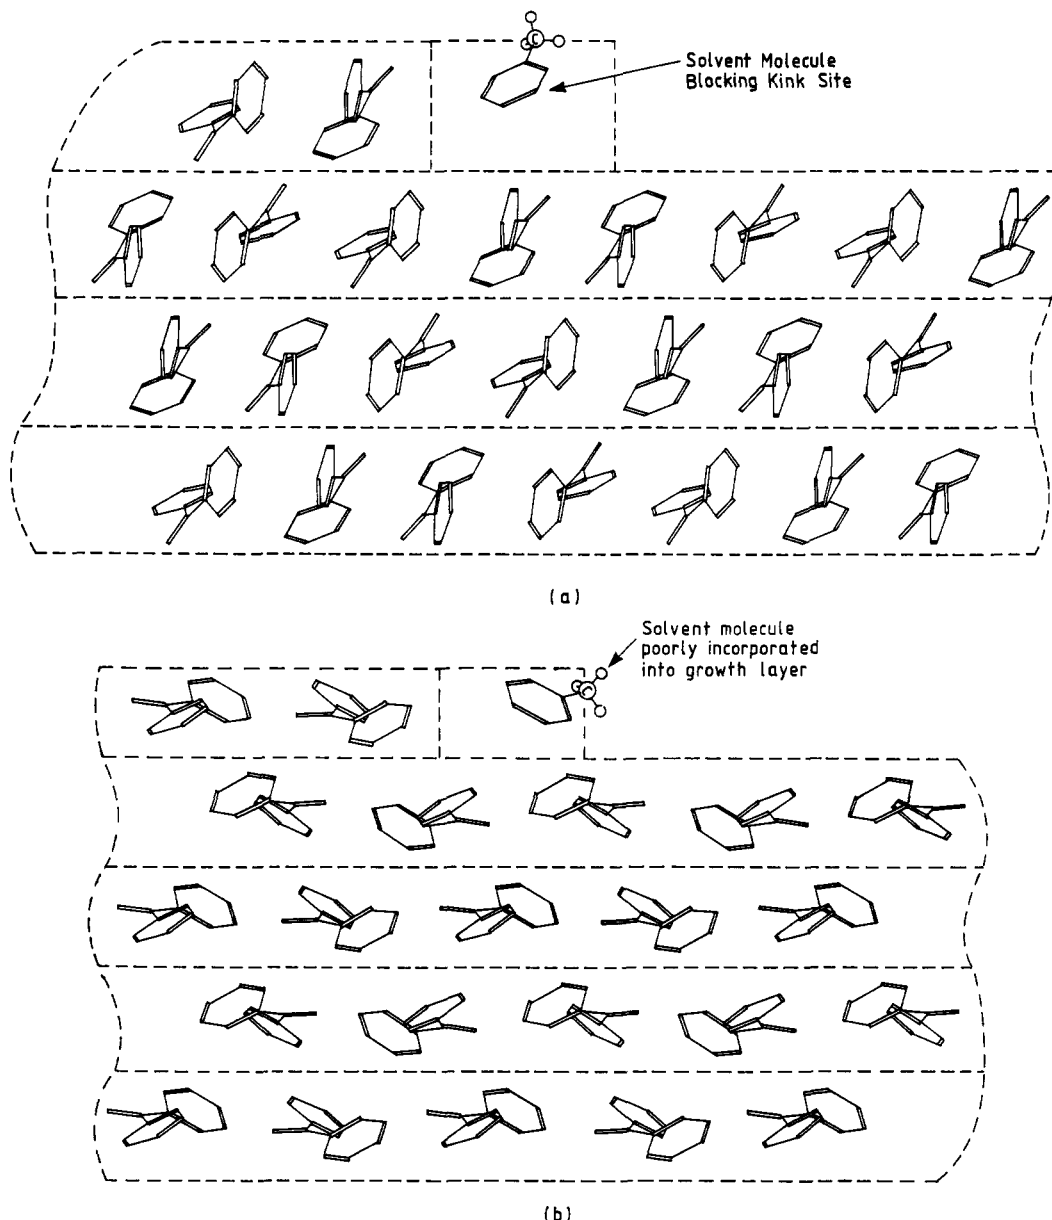 C
Solvent Molecule
Blocking Kink Site
(a)
Solvent molecule
poorly incorporated
into growth layer
C
(b)